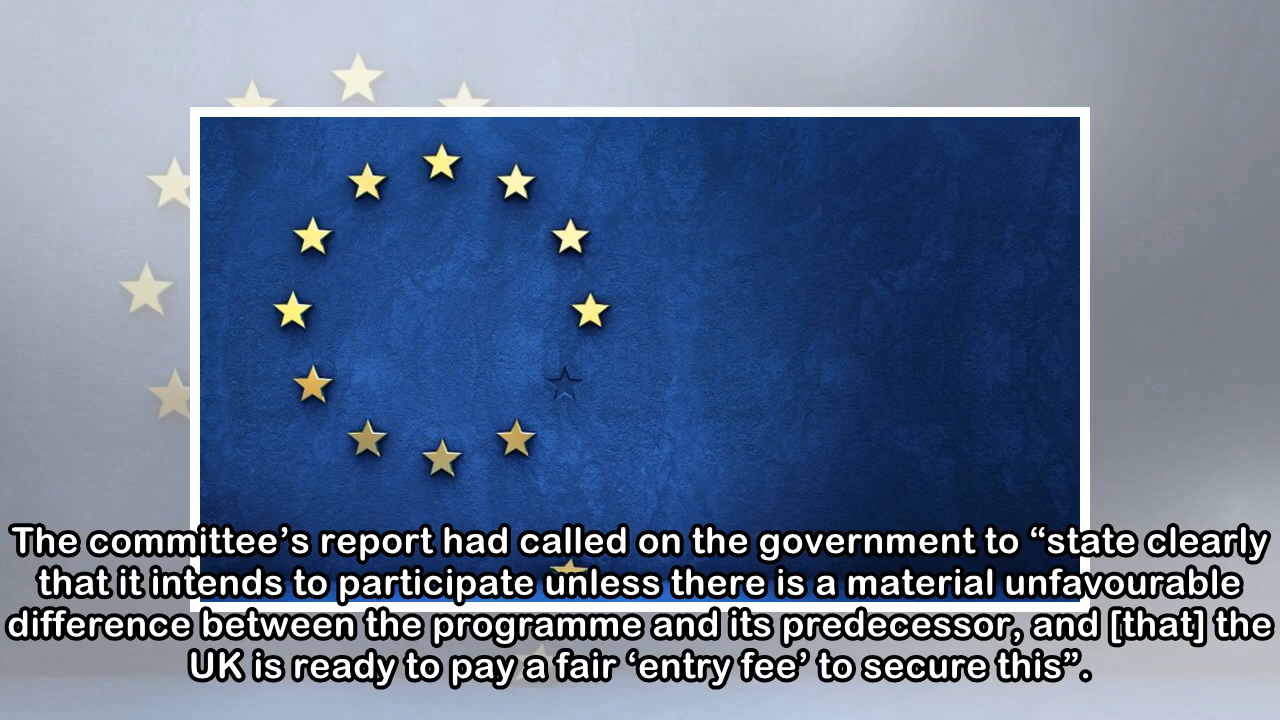 The committee’s report had called on the government to “state clearly
that it intends to participate unless there is a material unfavourable
difference between the programme and its predecessor, and [that] the
UK is ready to pay a fair ‘entry fee’ to secure this”.